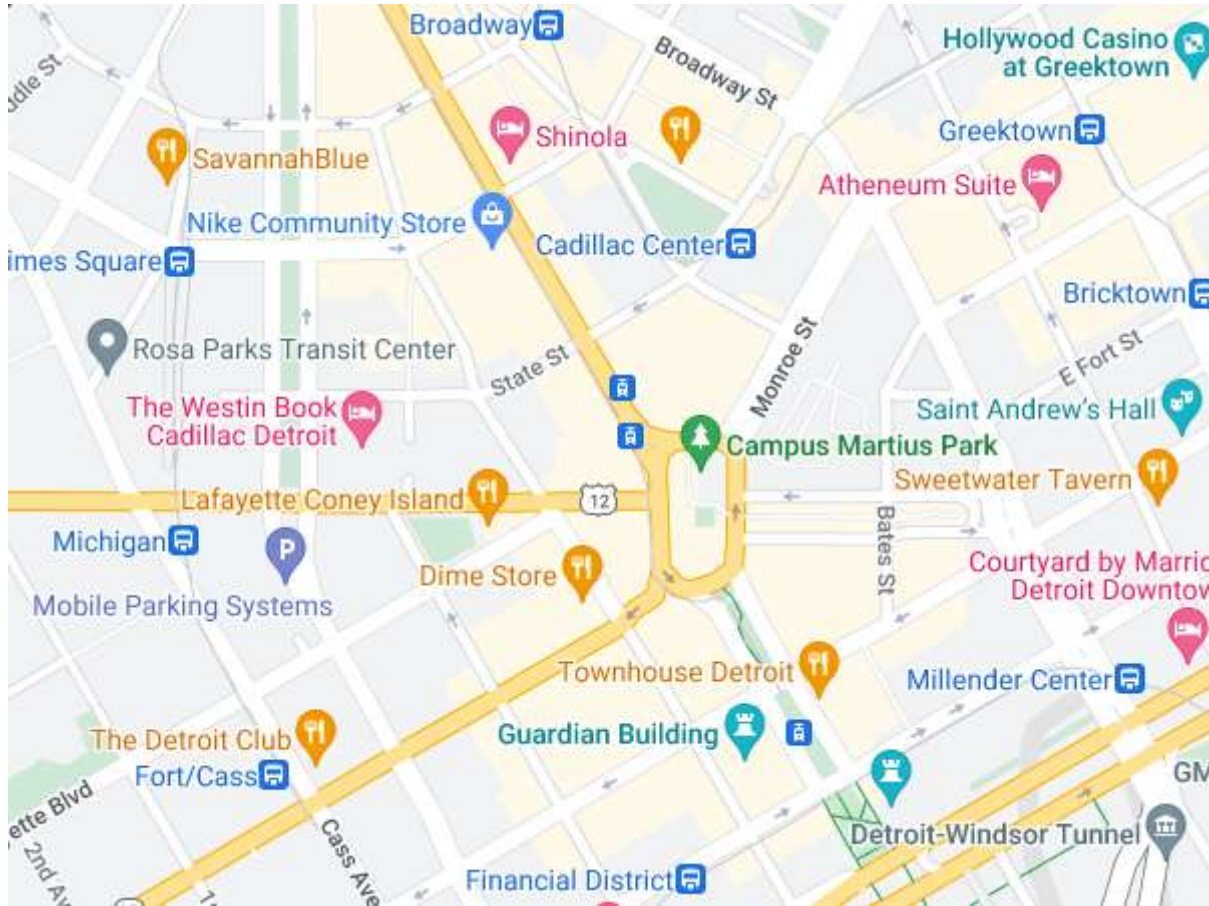 Broadway
Hollywood Casino
at Greektown
Broadway St
Greektown
Shinola
SavannahBlue
Atheneum Suite
Nike Community Store
Cadillac Center
imes Square
Bricktown
Rosa Parks Transit Center
State St
Monroe St
E Fort St
The Westin Book
Cadillac Detroit
Saint Andrew's Hall
Campus Martius Park
Sweetwater Tavern
Lafayette Coney Island
12
Bates St
Michigan
P
Dime Store
Courtyard by Marrio
Detroit Downtow
Mobile Parking Systems
Townhouse Detroit
Millender Center
Guardian Building
The Detroit Club
Fort/Cass
GM
ette Blvd
Detroit-Windsor Tunnel
2nd Av
Cass Ave
Financial District